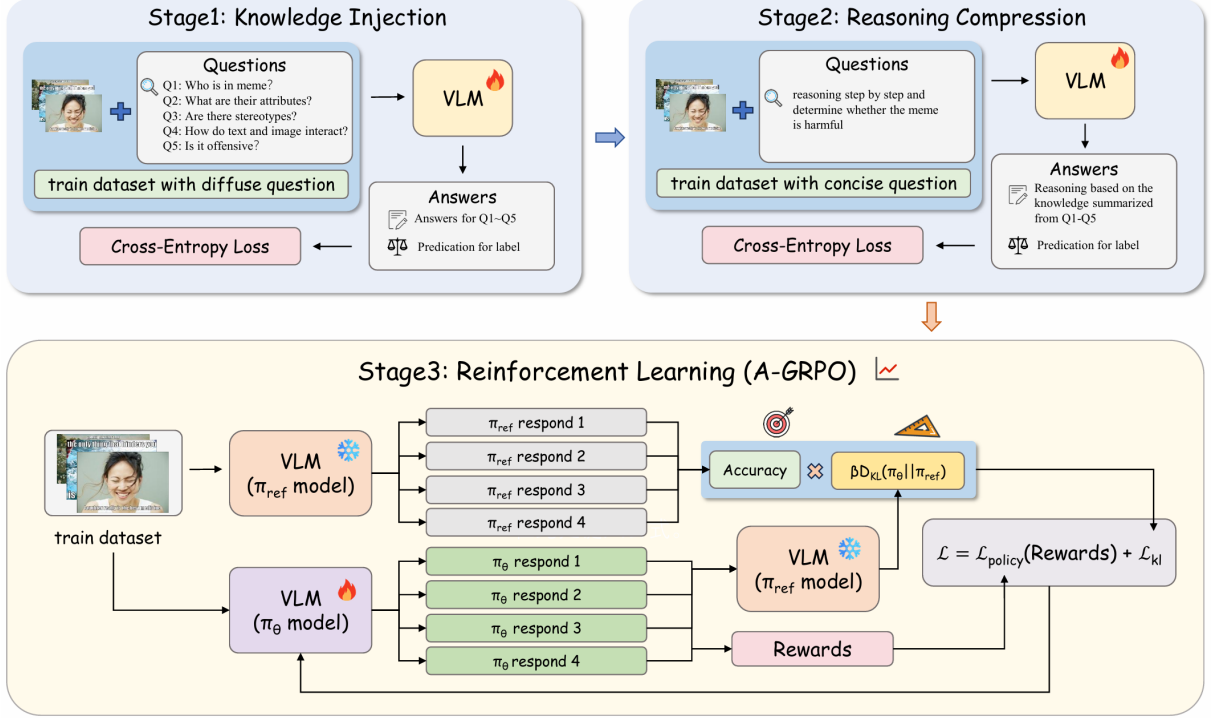 Stage1: Knowledge Injection
Questions
Q1: Who is in meme?
Q2: What are their attributes?
Q3: Are there stereotypes?
Q4: How do text and image interact?
Q5: Is it offensive?
train dataset with diffuse question
VLM
Answers
Answers for Q1~Q5
Predication for label
Cross-Entropy Loss
Stage2: Reasoning Compression
Questions
reasoning step by step and
determine whether the meme
is harmful
train dataset with concise question
VLM
Answers
Reasoning based on the
knowledge summarized
from Q1-Q5
Predication for label
Cross-Entropy Loss
Stage3: Reinforcement Learning (A-GRPO)
train dataset
VLM
(π_ref model)
π_ref respond 1
π_ref respond 2
π_ref respond 3
π_ref respond 4
Accuracy
βD_KL(π_θ||π_ref)
VLM
(π_θ model)
π_θ respond 1
π_θ respond 2
π_θ respond 3
π_θ respond 4
VLM
(π_ref model)
Rewards
ℒ = ℒ_policy(Rewards) + ℒ_kl